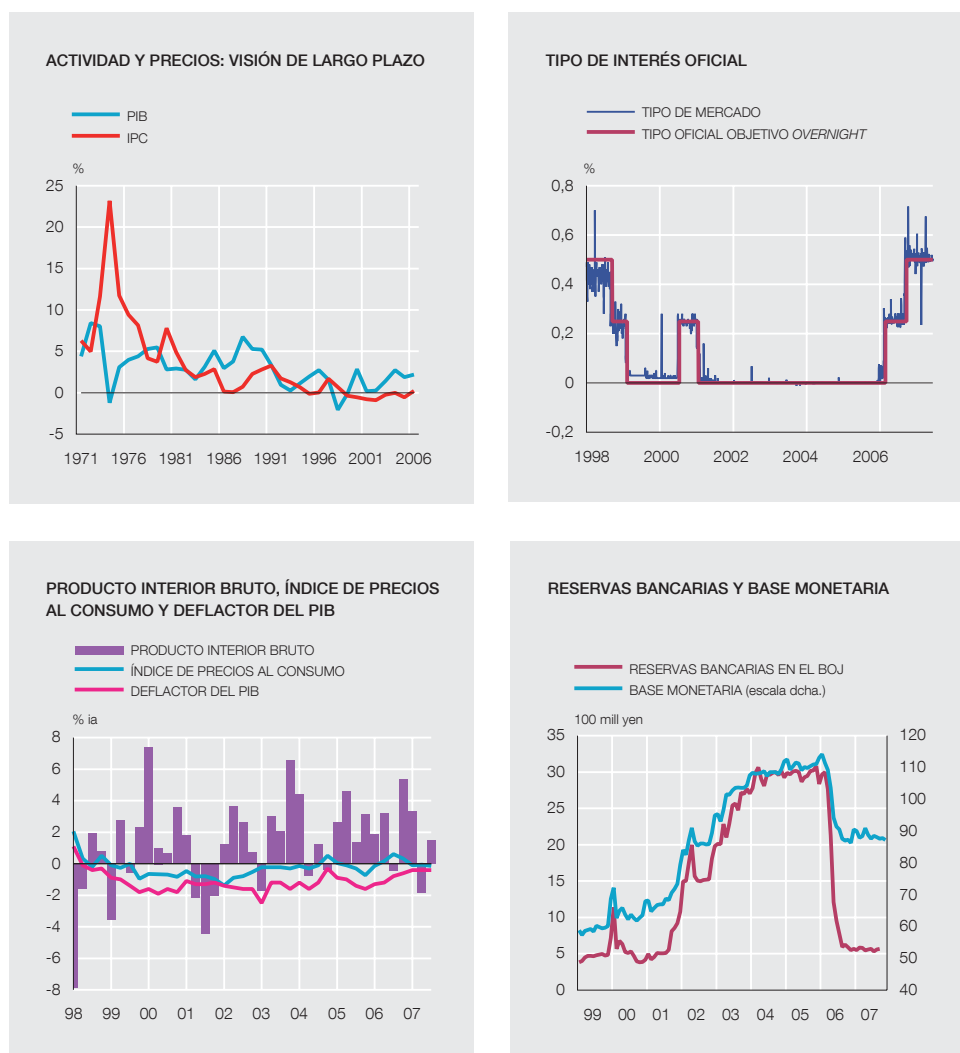 ACTIVIDAD Y PRECIOS: VISIÓN DE LARGO PLAZO
PIB
IPC
%
25
20
15
10
5
0
-5
1971 1976 1981 1986 1991 1996 2001 2006
TIPO DE INTERÉS OFICIAL
TIPO DE MERCADO
TIPO OFICIAL OBJETIVO OVERNIGHT
%
0,8
0,6
0,4
0,2
0
-0,2
1998 2000 2002 2004 2006
PRODUCTO INTERIOR BRUTO, ÍNDICE DE PRECIOS
AL CONSUMO Y DEFLACTOR DEL PIB
PRODUCTO INTERIOR BRUTO
ÍNDICE DE PRECIOS AL CONSUMO
DEFLACTOR DEL PIB
% ia
8
6
4
2
0
-2
-4
-6
-8
98 99 00 01 02 03 04 05 06 07
RESERVAS BANCARIAS Y BASE MONETARIA
RESERVAS BANCARIAS EN EL BOJ
BASE MONETARIA (escala dcha.)
100 mill yen
35
30
25
20
15
10
5
0
120
110
100
90
80
70
60
50
40
99 00 01 02 03 04 05 06 07